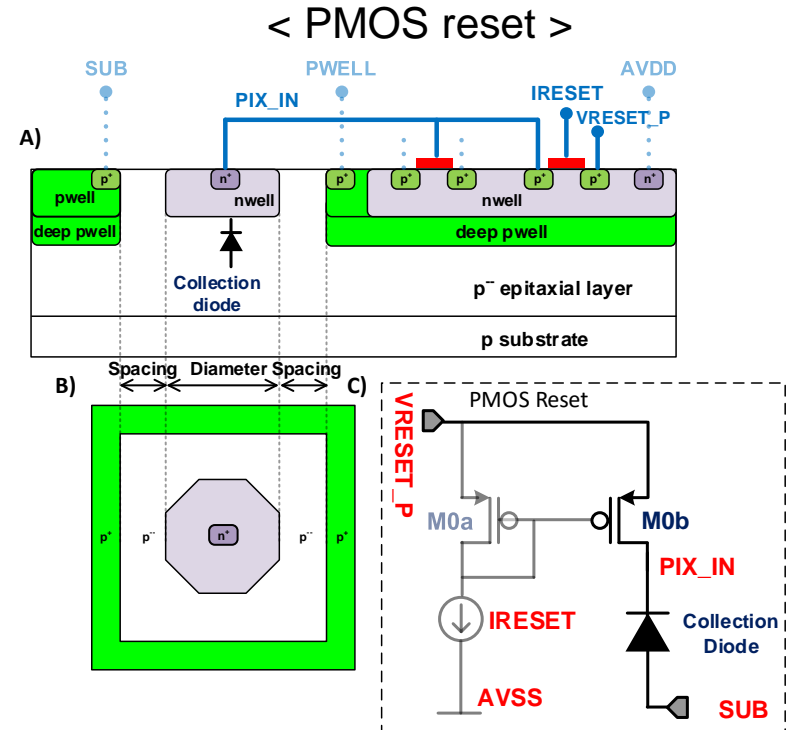 < PMOS reset >
SUB
PWELL
AVDD
PIX_IN
IRESET
VRESET_P
A)
p+
n+
p+
p+
p+
p+
p+
n+
pwell
nwell
nwell
deep pwell
deep pwell
Collection
diode
p-- epitaxial layer
p substrate
Spacing
Diameter
Spacing
B)
p+
p--
n+
p--
p+
C)
PMOS Reset
VRESET_P
M0a
M0b
PIX_IN
IRESET
Collection
Diode
AVSS
SUB